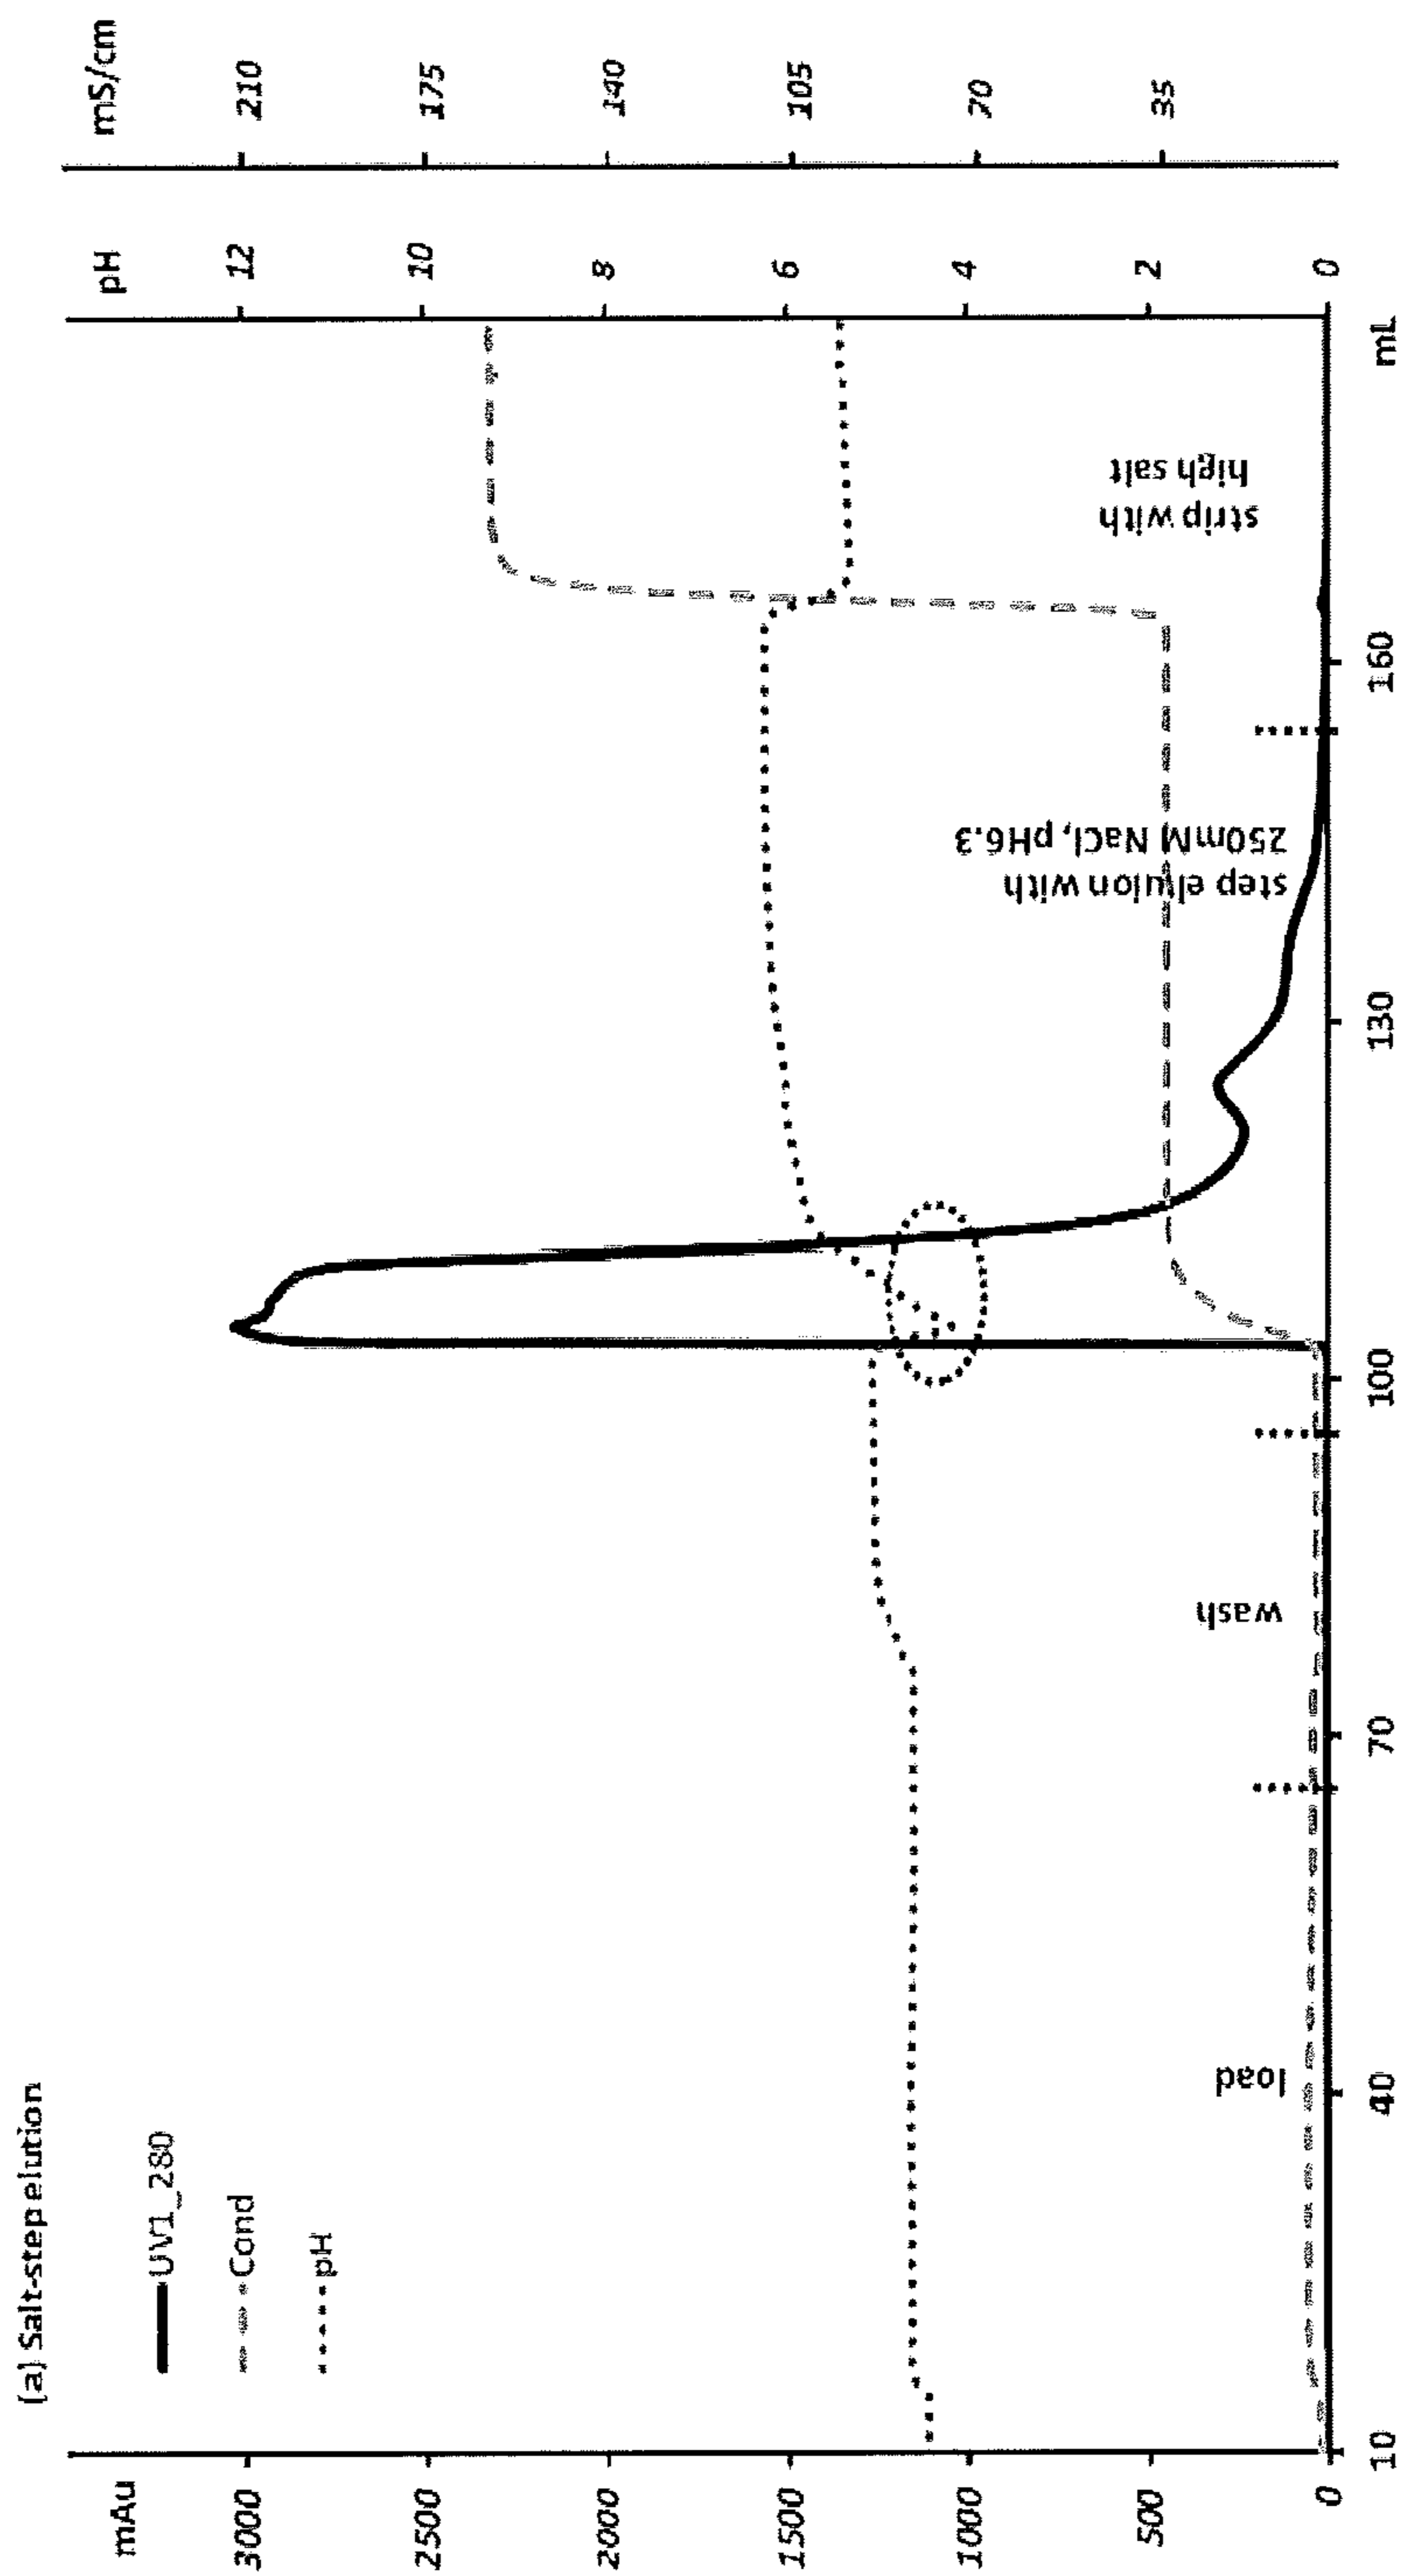 (a) Salt-step elution
UV1_280
Cond
pH
mAu
3000
2500
2000
1500
1000
500
0
pH
12
10
8
6
4
2
0
mS/cm
210
175
140
105
70
35
load
wash
step elution with
250mM NaCl, pH6.3
strip with
high salt
10
40
70
100
130
160
mL